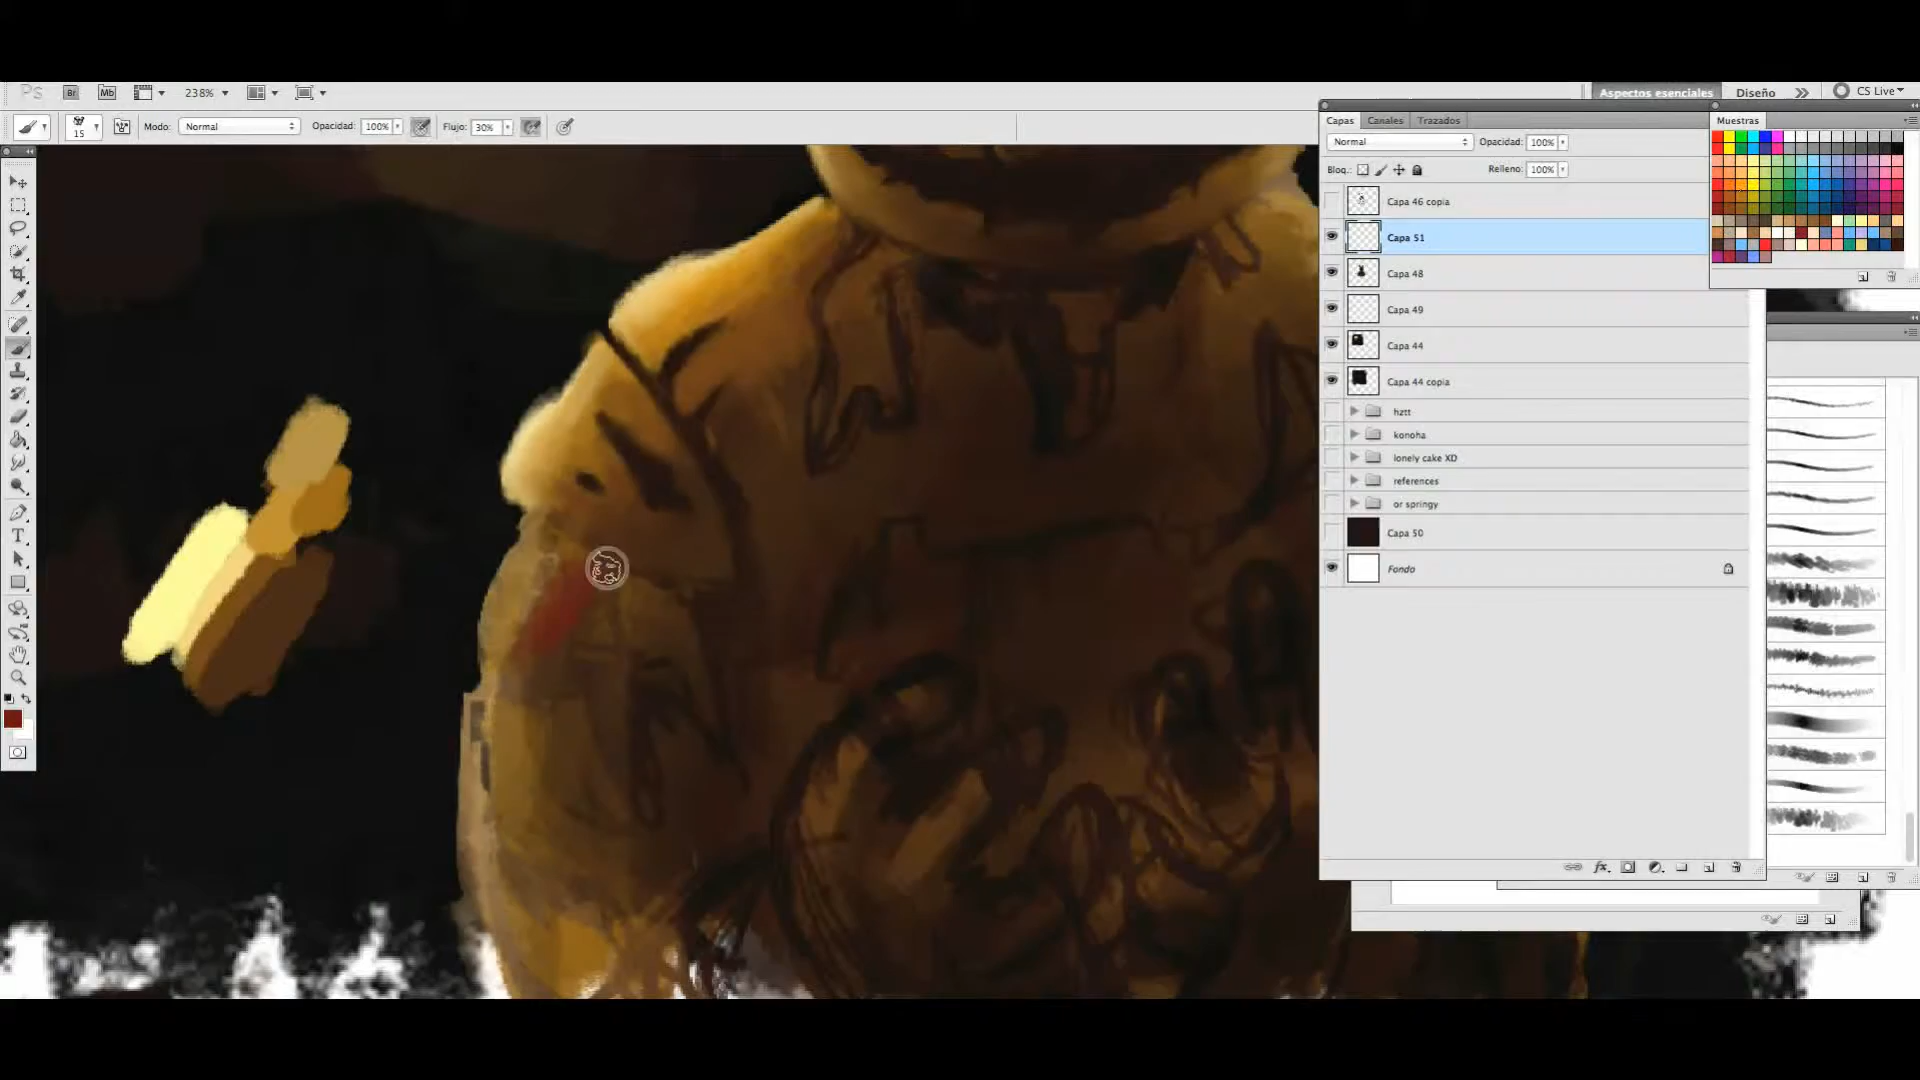 Ps Br Mb 238% Aspectos esenciales Diseño CS Live
15 Modo: Normal Opacidad: 100% Flujo: 30%
Capas Canales Trazados Muestras
Normal Opacidad: 100%
Bloq.: Relleno: 100%
Capa 46 copia
Capa 51
Capa 48
Capa 49
Capa 44
Capa 44 copia
hztt
konoha
lonely cake XD
references
or springy
Capa 50
Fondo